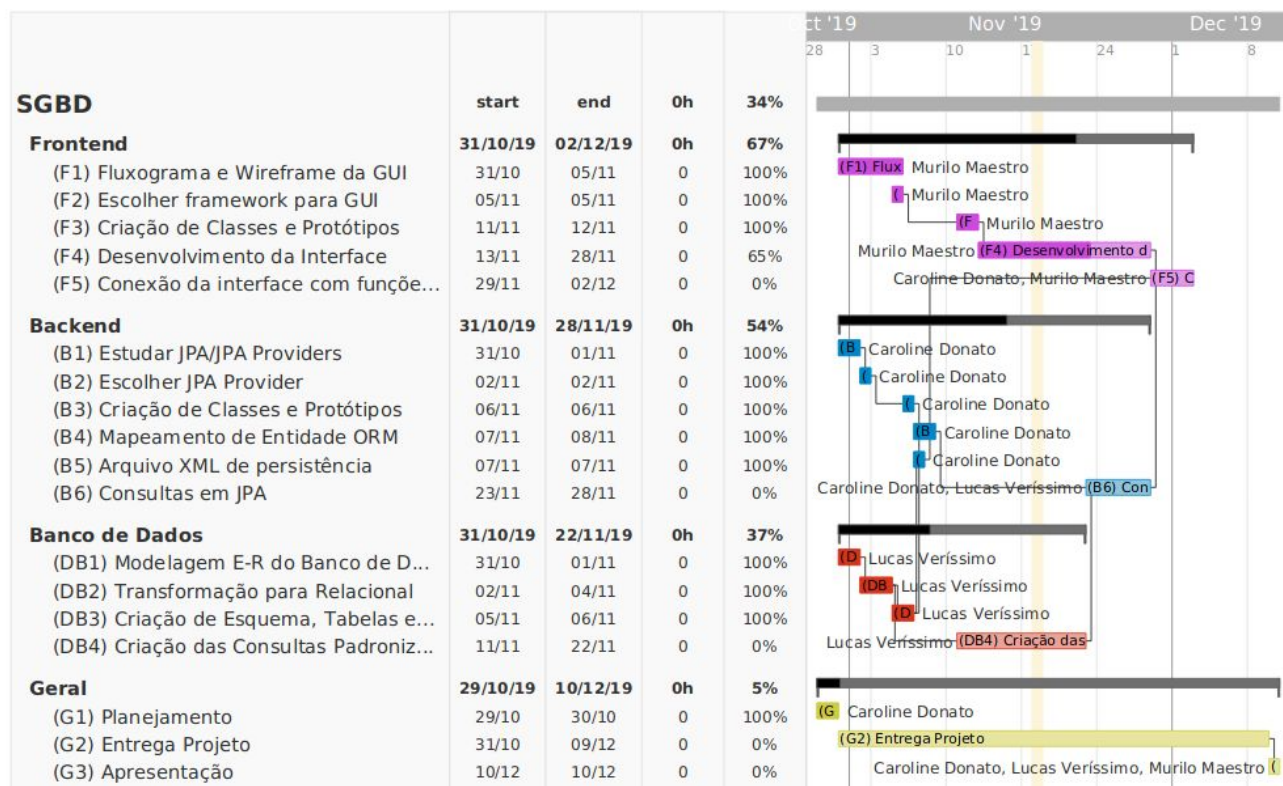 Oct '19 Nov '19 Dec '19
28 3 10 1 24 1 8
SGBD start end 0h 34%
Frontend 31/10/19 02/12/19 0h 67%
(F1) Fluxograma e Wireframe da GUI 31/10 05/11 0 100% (F1) Flux Murilo Maestro
(F2) Escolher framework para GUI 05/11 05/11 0 100% ( Murilo Maestro
(F3) Criação de Classes e Protótipos 11/11 12/11 0 100% (F Murilo Maestro
(F4) Desenvolvimento da Interface 13/11 28/11 0 65% Murilo Maestro (F4) Desenvolvimento d
(F5) Conexão da interface com funçõe... 29/11 02/12 0 0% Caroline Donato, Murilo Maestro (F5) C
Backend 31/10/19 28/11/19 0h 54%
(B1) Estudar JPA/JPA Providers 31/10 01/11 0 100% (B Caroline Donato
(B2) Escolher JPA Provider 02/11 02/11 0 100% ( Caroline Donato
(B3) Criação de Classes e Protótipos 06/11 06/11 0 100% ( Caroline Donato
(B4) Mapeamento de Entidade ORM 07/11 08/11 0 100% (B Caroline Donato
(B5) Arquivo XML de persistência 07/11 07/11 0 100% ( Caroline Donato
(B6) Consultas em JPA 23/11 28/11 0 0% Caroline Donato, Lucas Veríssimo (B6) Con
Banco de Dados 31/10/19 22/11/19 0h 37%
(DB1) Modelagem E-R do Banco de D... 31/10 01/11 0 100% (D Lucas Veríssimo
(DB2) Transformação para Relacional 02/11 04/11 0 100% (DB Lucas Veríssimo
(DB3) Criação de Esquema, Tabelas e... 05/11 06/11 0 100% (D Lucas Veríssimo
(DB4) Criação das Consultas Padroniz... 11/11 22/11 0 0% Lucas Veríssimo (DB4) Criação das
Geral 29/10/19 10/12/19 0h 5%
(G1) Planejamento 29/10 30/10 0 100% (G Caroline Donato
(G2) Entrega Projeto 31/10 09/12 0 0% (G2) Entrega Projeto
(G3) Apresentação 10/12 10/12 0 0% Caroline Donato, Lucas Veríssimo, Murilo Maestro (